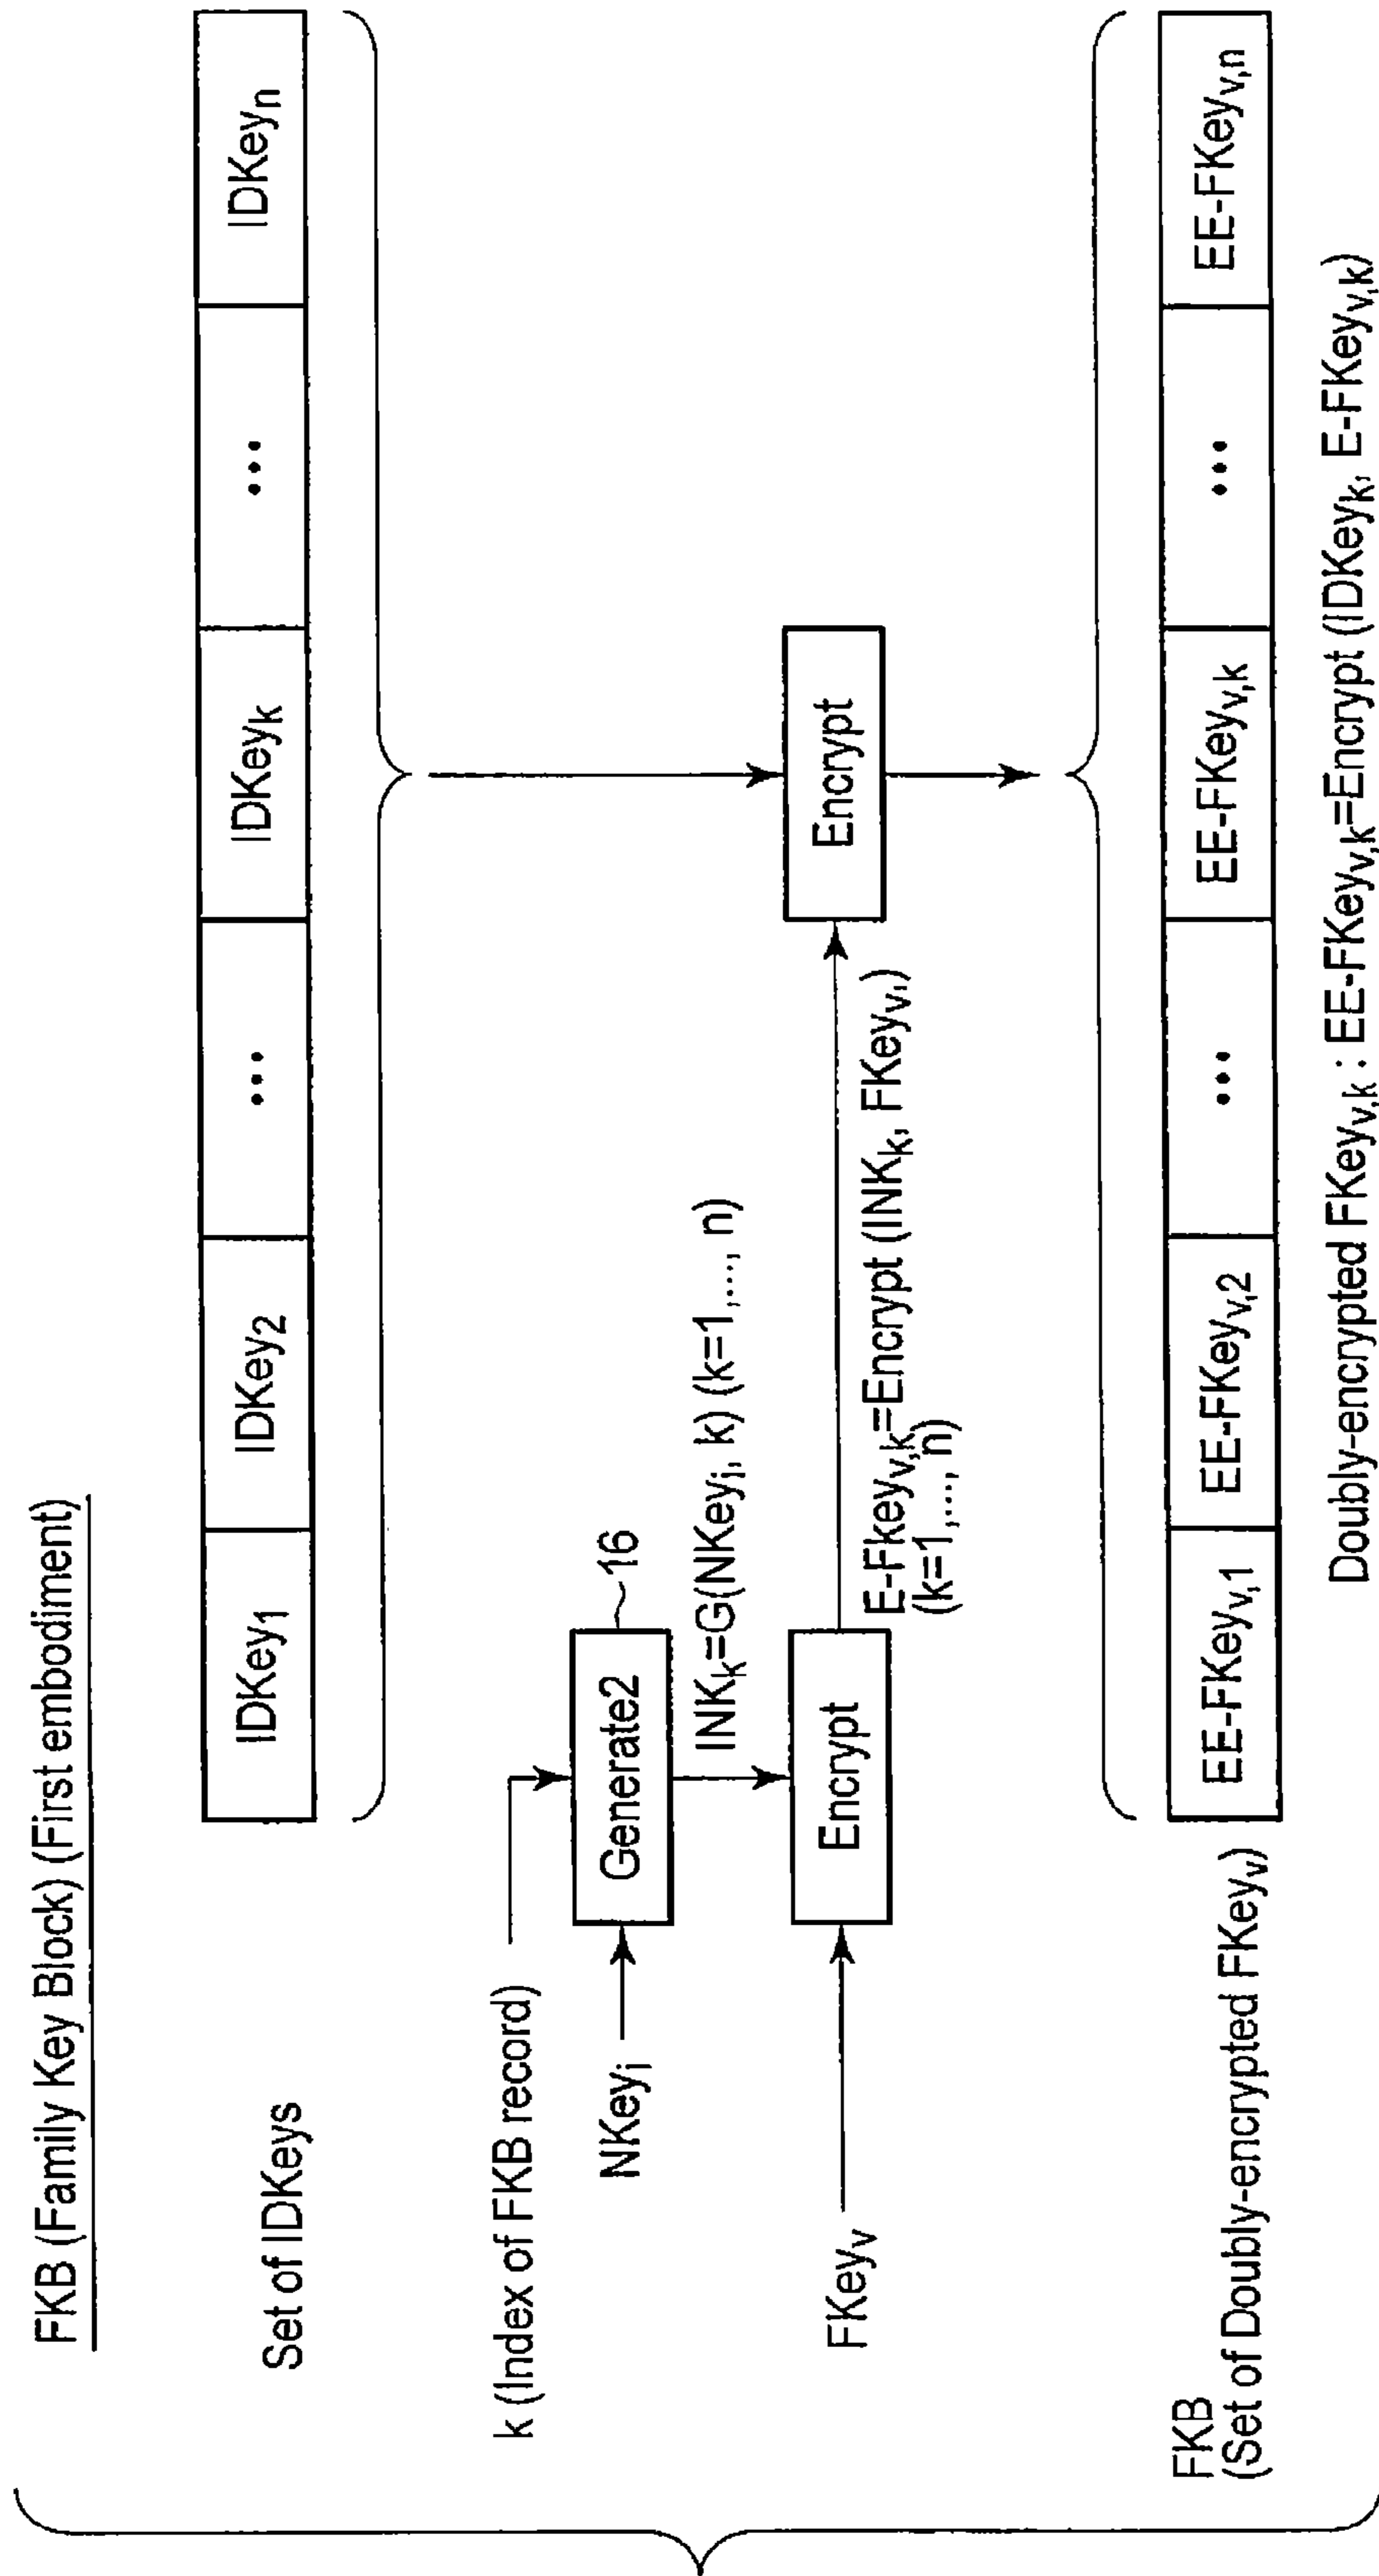 FKB (Family Key Block) (First embodiment)
Set of IDKeys
IDKey1
IDKey2
...
IDKeyk
...
IDKeyn
k (Index of FKB record)
NKeyi
Generate2
16
INKk=G(NKeyi, k) (k=1,..., n)
FKeyv
Encrypt
E-Fkeyv,k=Encrypt (INKk, FKeyv,)
(k=1,..., n)
Encrypt
FKB
(Set of Doubly-encrypted FKeyv)
EE-FKeyv,1
EE-FKeyv,2
...
EE-FKeyv,k
...
EE-FKeyv,n
Doubly-encrypted FKeyv,k : EE-FKeyv,k=Encrypt (IDKeyk, E-FKeyv,k)